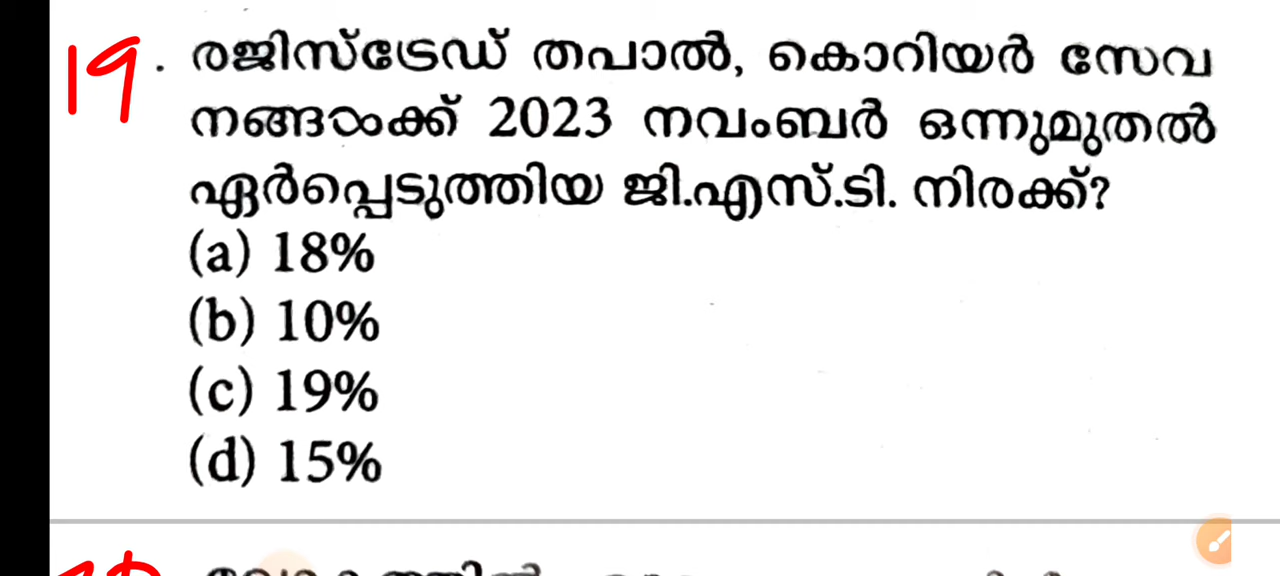 19. രജിസ്ട്രേഡ് തപാൽ, കൊറിയർ സേവ
നങ്ങൾക്ക് 2023 നവംബർ ഒന്നുമുതൽ
ഏർപ്പെടുത്തിയ ജി.എസ്.ടി. നിരക്ക്?
(a) 18%
(b) 10%
(c) 19%
(d) 15%